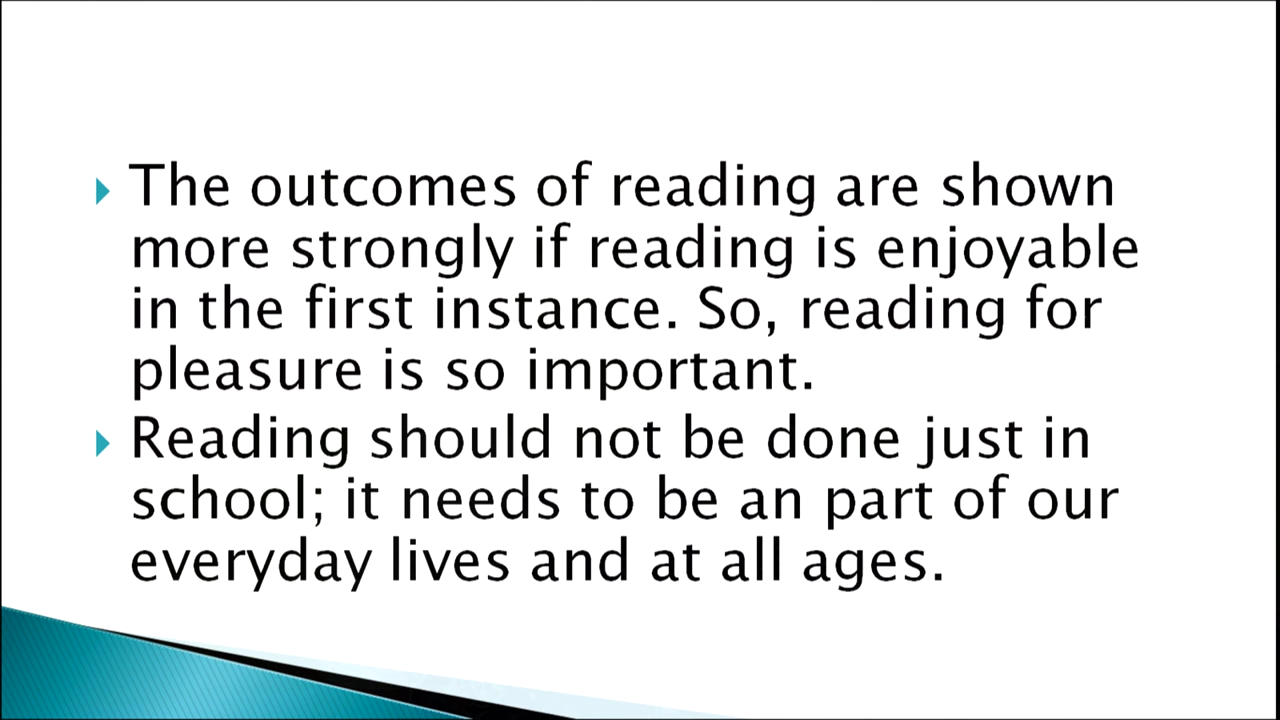 The outcomes of reading are shown
more strongly if reading is enjoyable
in the first instance. So, reading for
pleasure is so important.
Reading should not be done just in
school; it needs to be an part of our
everyday lives and at all ages.